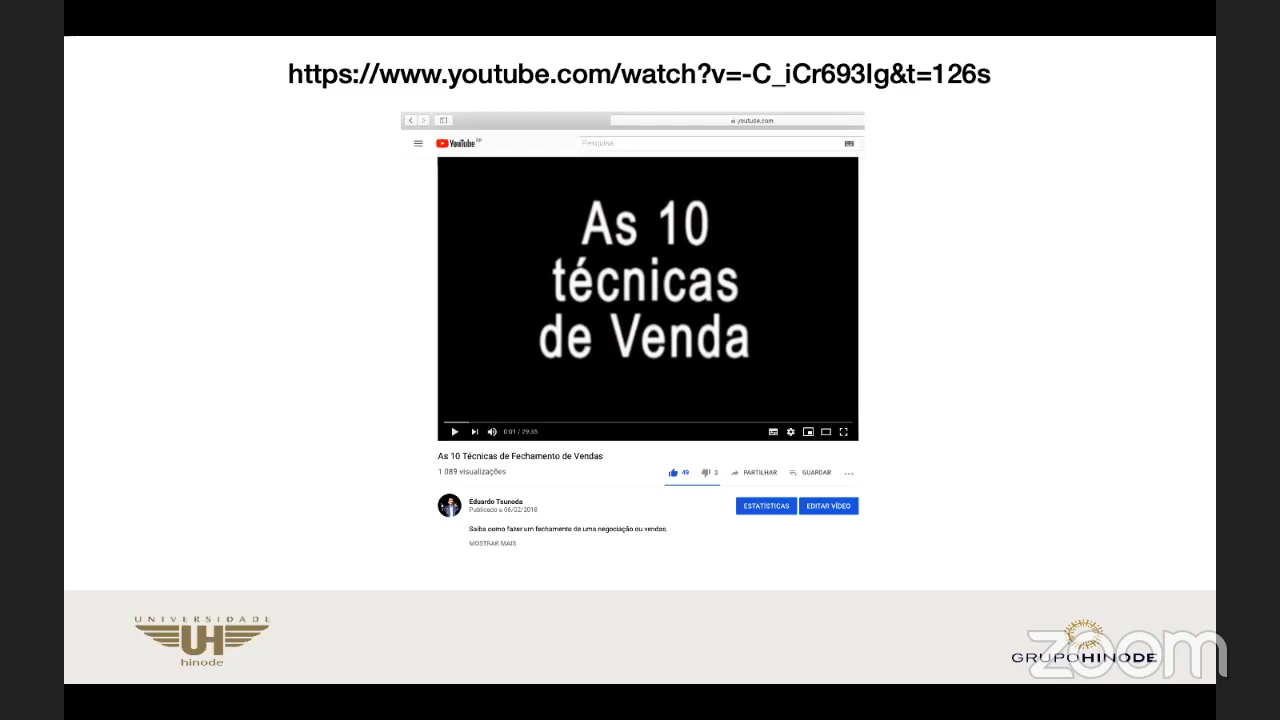 https://www.youtube.com/watch?v=-C_iCr693Ig&t=126s
youtube.com
YouTube BR
Pesquisa
As 10
técnicas
de Venda
0:01 / 29:35
As 10 Técnicas de Fechamento de Vendas
1 089 visualizações
49 2 PARTILHAR GUARDAR
Eduardo Tsuneda
Publicado a 06/02/2018
ESTATÍSTICAS EDITAR VÍDEO
Saiba como fazer um fechamento de uma negociação ou vendas.
MOSTRAR MAIS
UNIVERSIDADE
UH
hinode
GRUPOHINODE
zoom